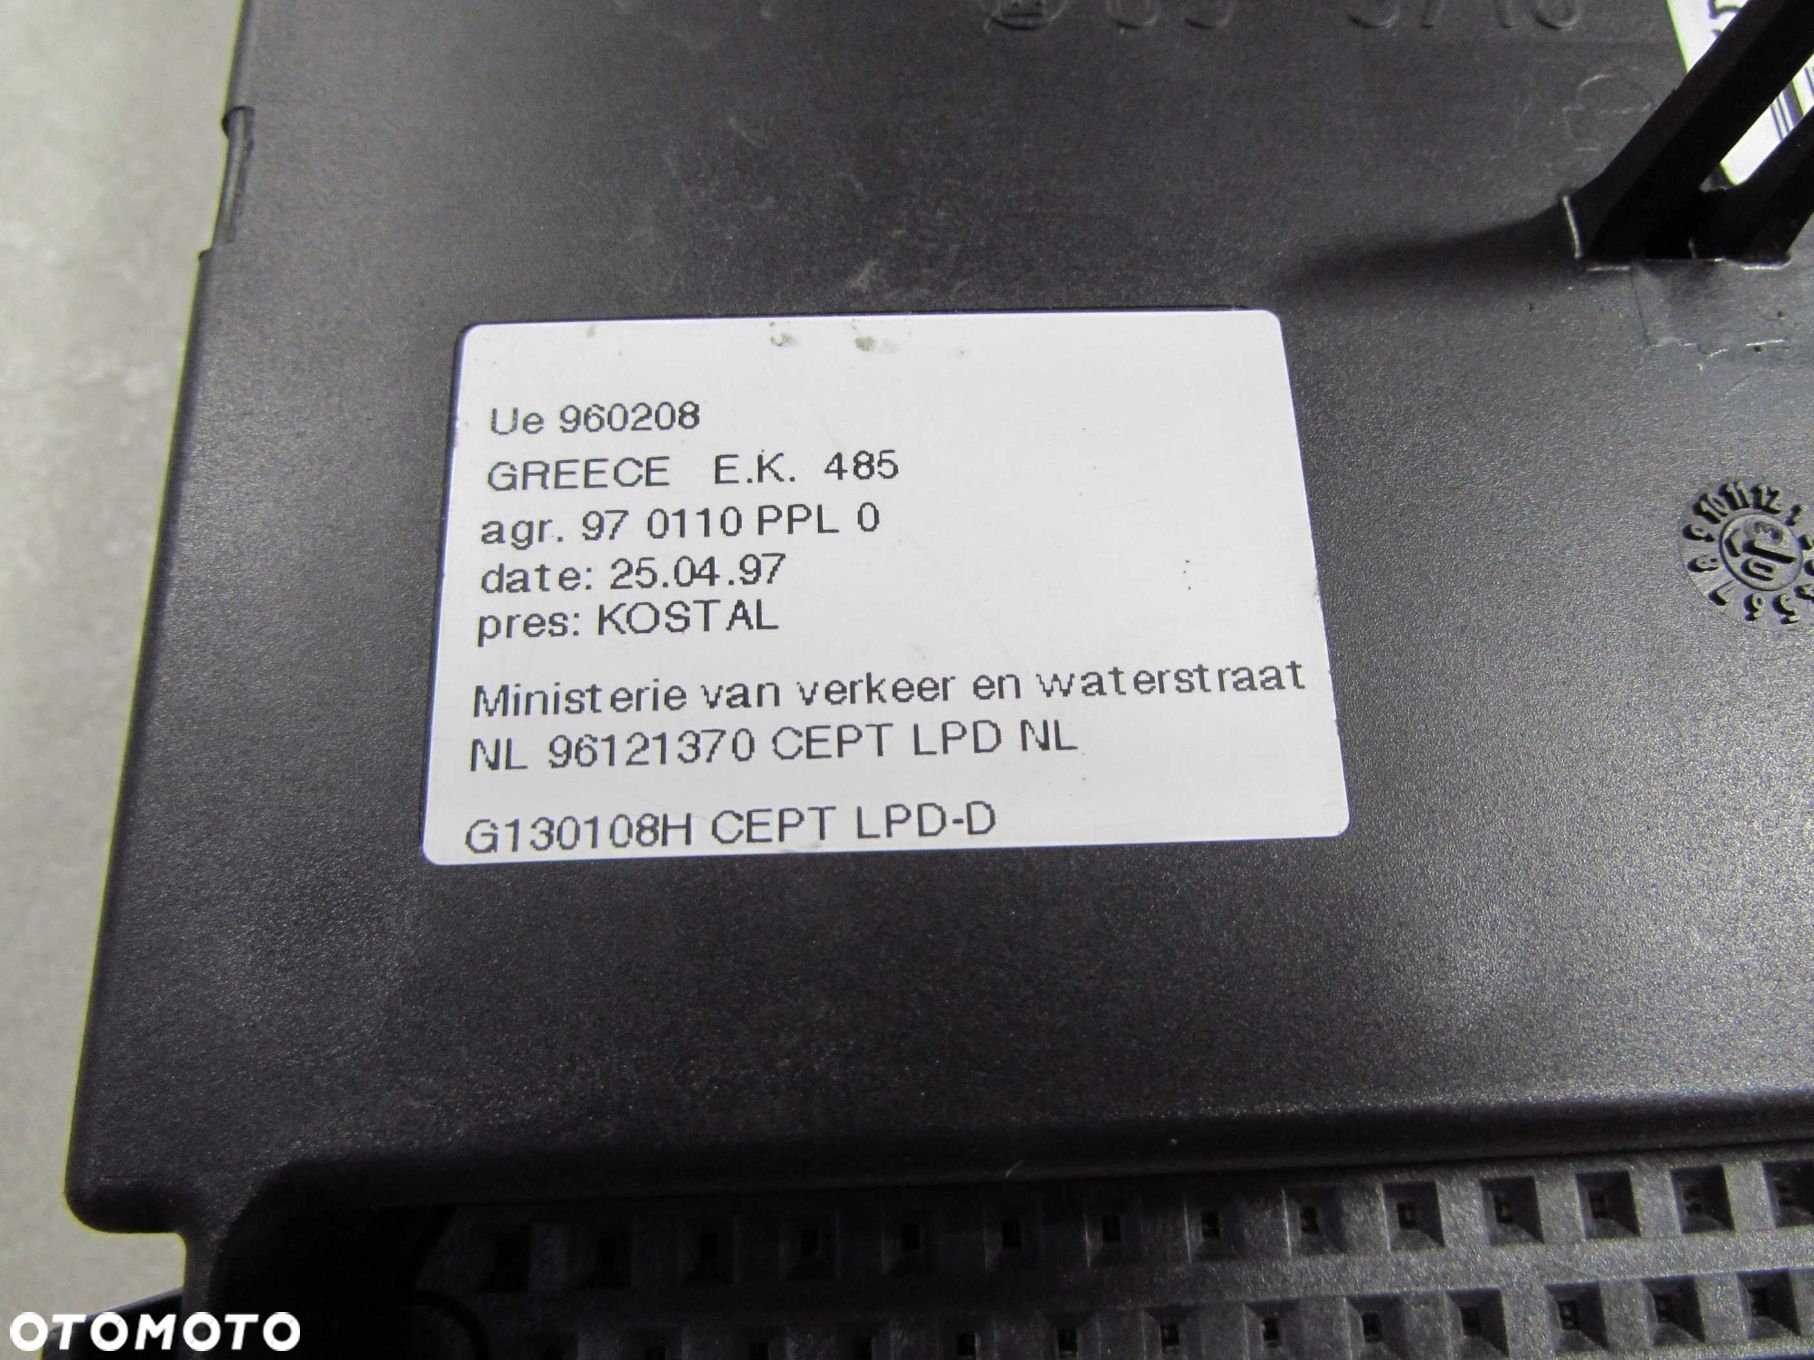 Ue 960208
GREECE E.K. 485
agr. 97 0110 PPL 0
date: 25.04.97
pres: KOSTAL
Ministerie van verkeer en waterstraat
NL 96121370 CEPT LPD NL
G130108H CEPT LPD-D
OTOMOTO